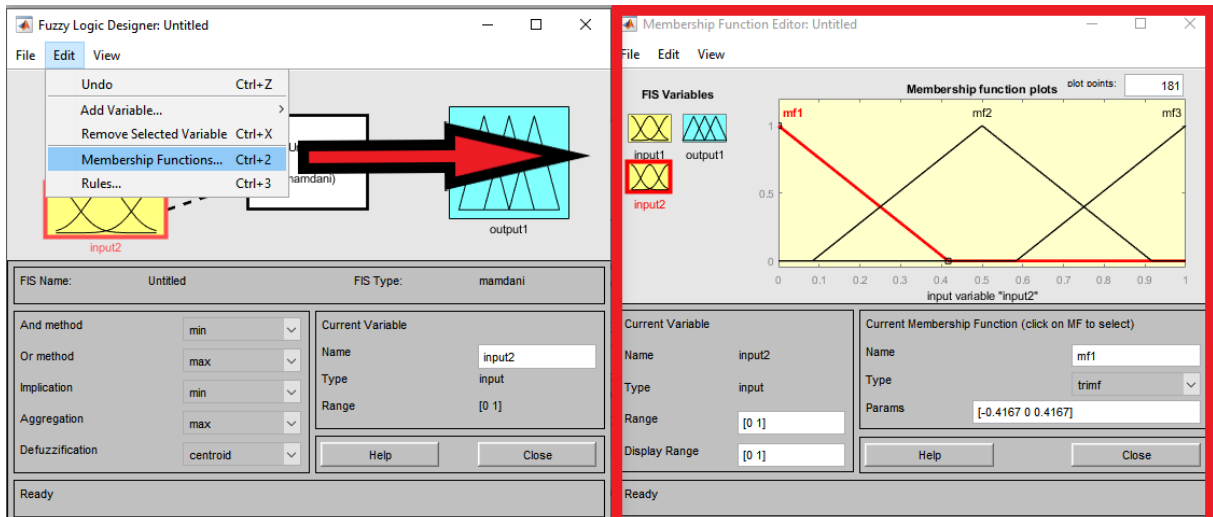 Fuzzy Logic Designer: Untitled
File Edit View
Undo Ctrl+Z
Add Variable... >
Remove Selected Variable Ctrl+X
Membership Functions... Ctrl+2
Rules... Ctrl+3
mamdani)
input2
output1
FIS Name: Untitled FIS Type: mamdani
And method min
Or method max
Implication min
Aggregation max
Defuzzification centroid
Current Variable
Name input2
Type input
Range [0 1]
Help Close
Ready
Membership Function Editor: Untitled
File Edit View
FIS Variables
input1 output1
input2
Membership function plots plot points: 181
mf1 mf2 mf3
1
0.5
0
0 0.1 0.2 0.3 0.4 0.5 0.6 0.7 0.8 0.9 1
input variable "input2"
Current Variable
Name input2
Type input
Range [0 1]
Display Range [0 1]
Current Membership Function (click on MF to select)
Name mf1
Type trimf
Params [-0.4167 0 0.4167]
Help Close
Ready